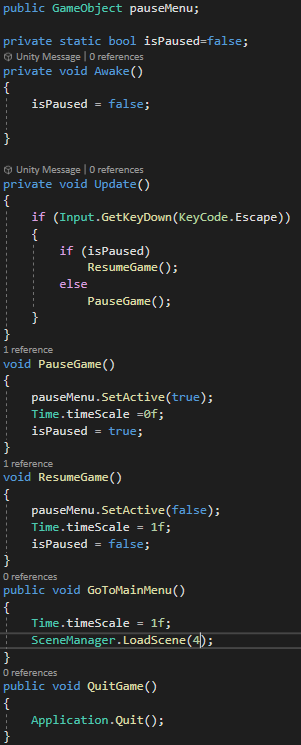 public GameObject pauseMenu;
private static bool isPaused=false;
Unity Message | 0 references
private void Awake()
{
isPaused = false;
}
Unity Message | 0 references
private void Update()
{
if (Input.GetKeyDown(KeyCode.Escape))
{
if (isPaused)
ResumeGame();
else
PauseGame();
}
}
1 reference
void PauseGame()
{
pauseMenu.SetActive(true);
Time.timeScale =0f;
isPaused = true;
}
1 reference
void ResumeGame()
{
pauseMenu.SetActive(false);
Time.timeScale = 1f;
isPaused = false;
}
0 references
public void GoToMainMenu()
{
Time.timeScale = 1f;
SceneManager.LoadScene(4);
}
0 references
public void QuitGame()
{
Application.Quit();
}